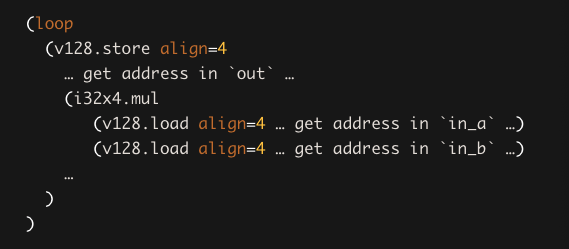 (loop
  (v128.store align=4
    … get address in `out` …
    (i32x4.mul
      (v128.load align=4 … get address in `in_a` …)
      (v128.load align=4 … get address in `in_b` …)
    …
  )
)